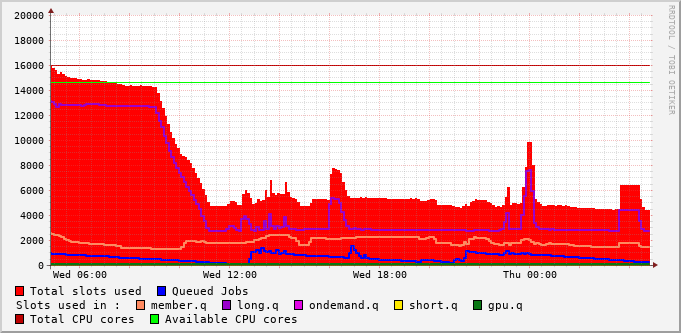 20000
18000
16000
14000
12000
10000
8000
6000
4000
2000
0
Wed 06:00 Wed 12:00 Wed 18:00 Thu 00:00
Total slots used Queued Jobs
Slots used in : member.q long.q ondemand.q short.q gpu.q
Total CPU cores Available CPU cores
RRDTOOL / TOBI OETIKER